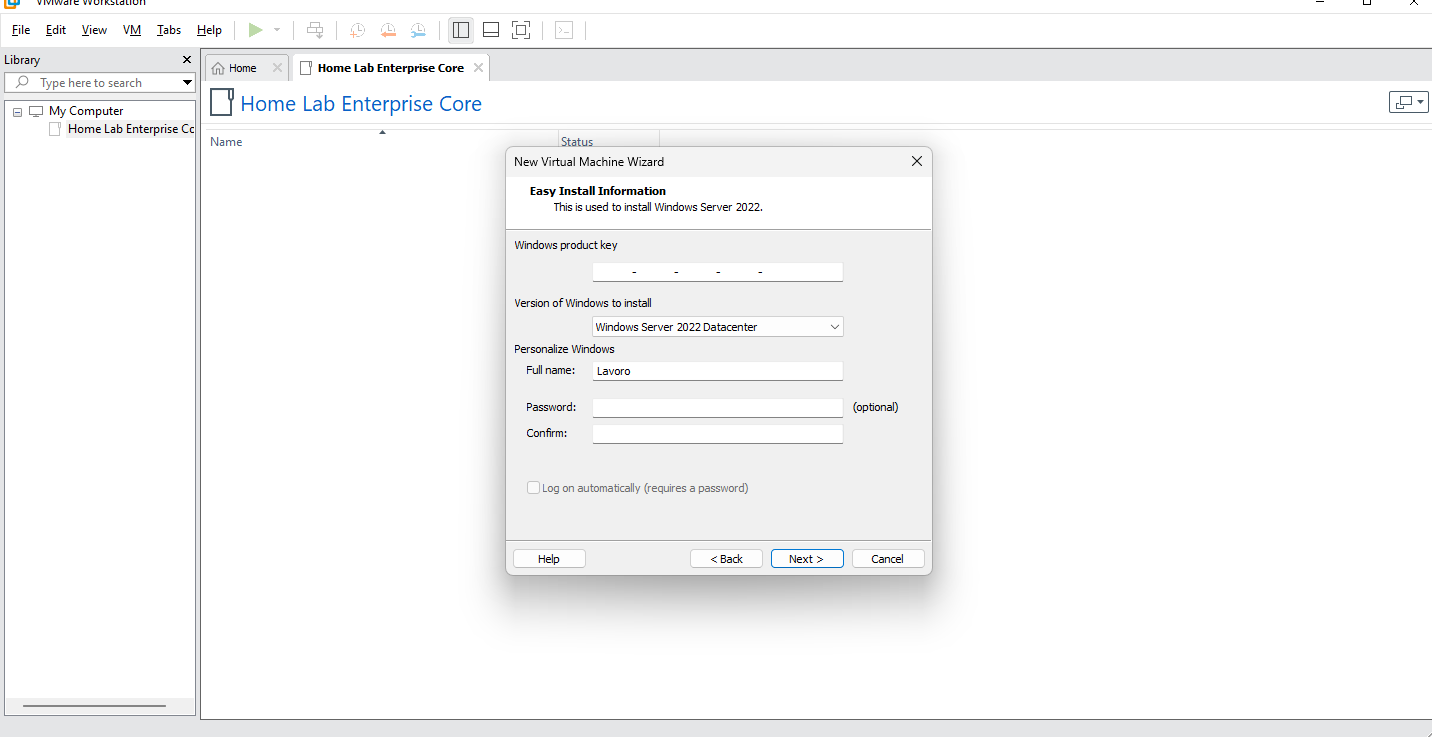 VMware Workstation
File Edit View VM Tabs Help
Library
Type here to search
My Computer
Home Lab Enterprise Cc
Home
Home Lab Enterprise Core
Home Lab Enterprise Core
Name Status
New Virtual Machine Wizard
Easy Install Information
This is used to install Windows Server 2022.
Windows product key
- - - -
Version of Windows to install
Windows Server 2022 Datacenter
Personalize Windows
Full name: Lavoro
Password: (optional)
Confirm:
Log on automatically (requires a password)
Help < Back Next > Cancel